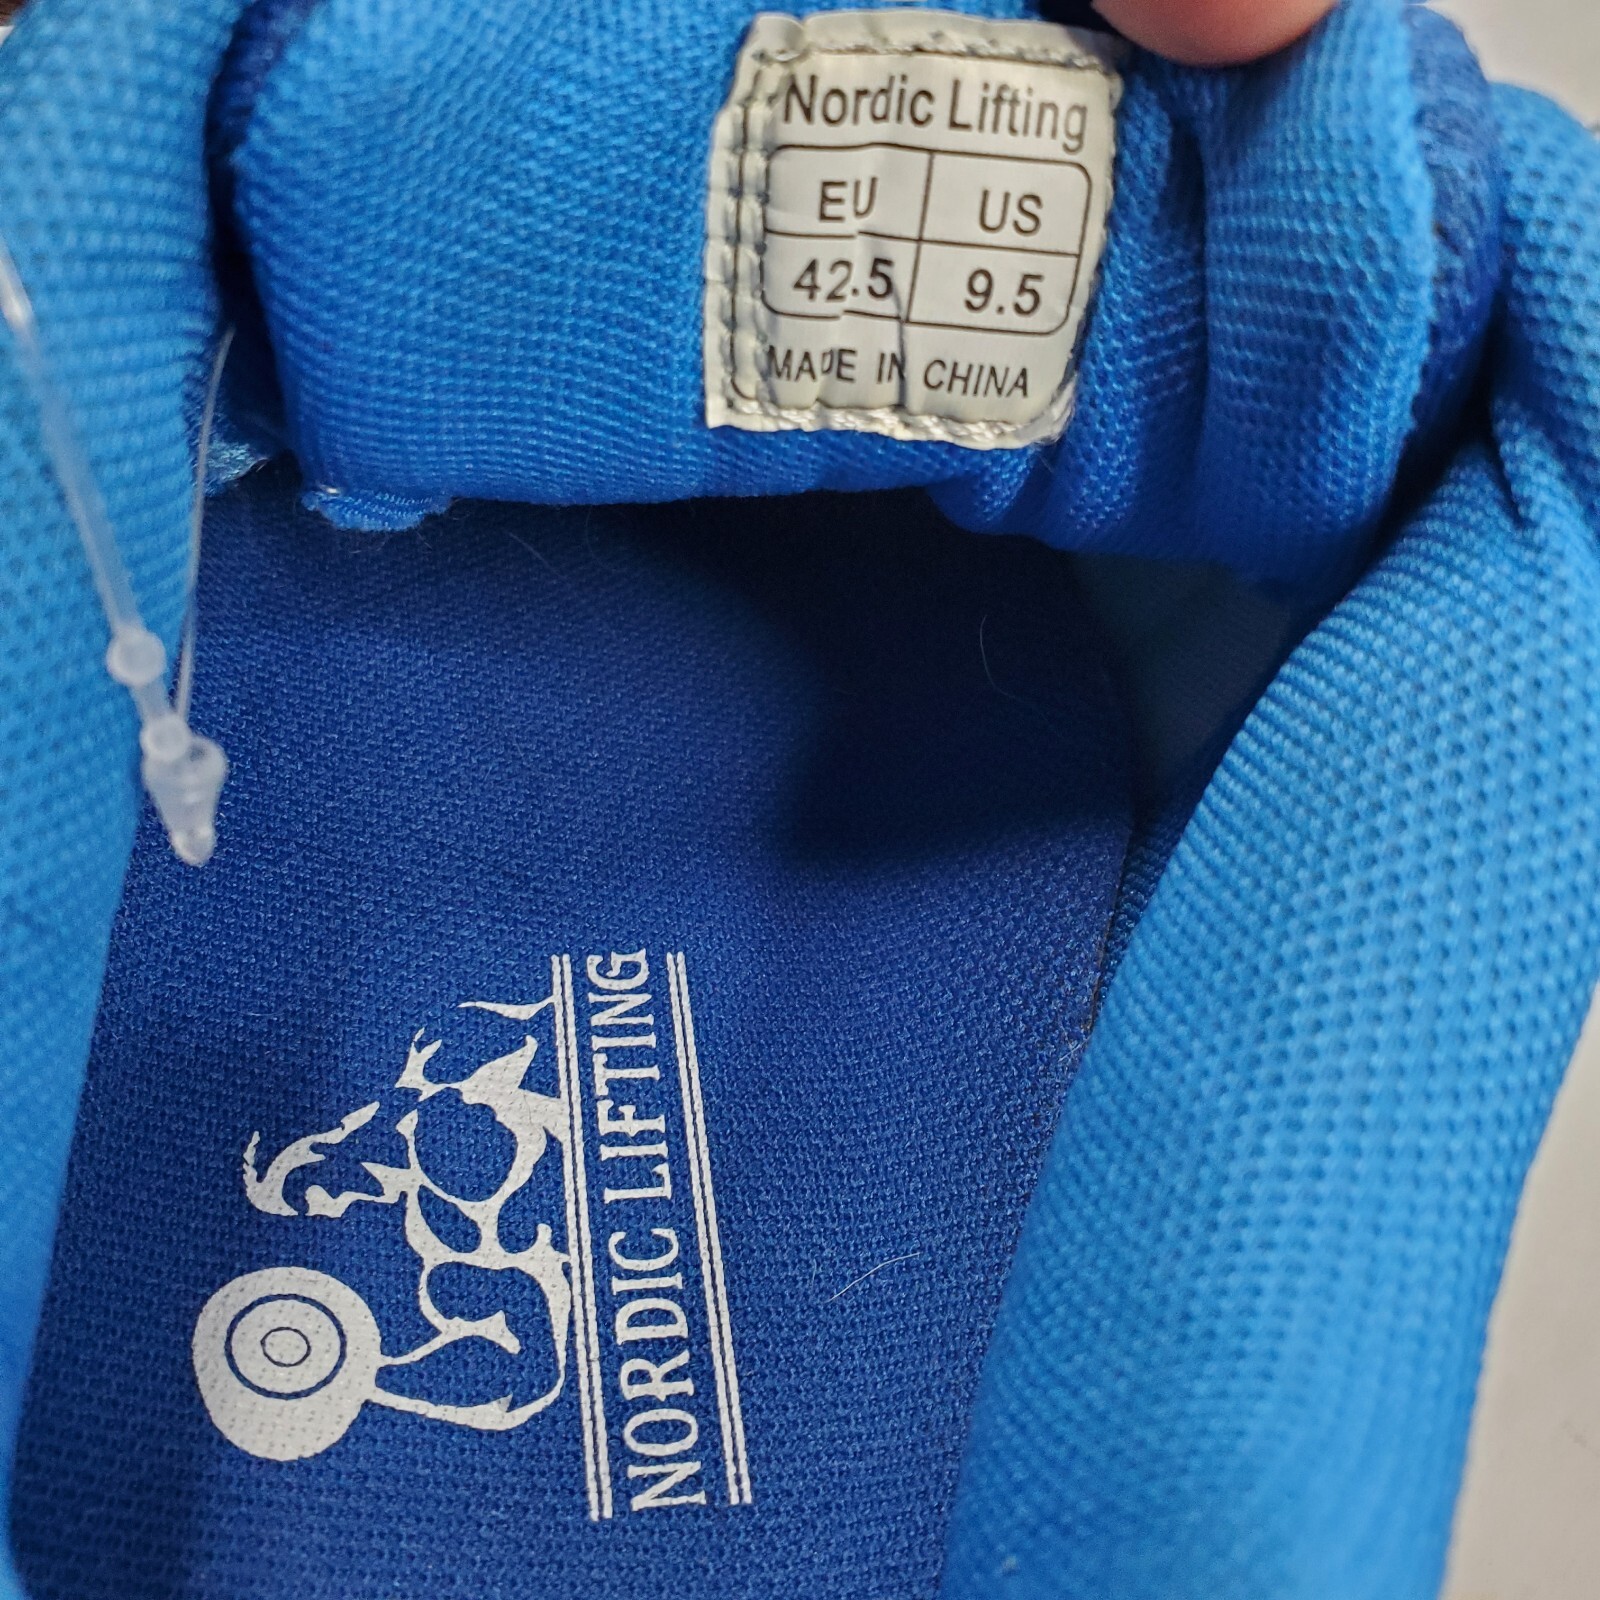 Nordic Lifting
EU US
42.5 9.5
MADE IN CHINA
NORDIC LIFTING